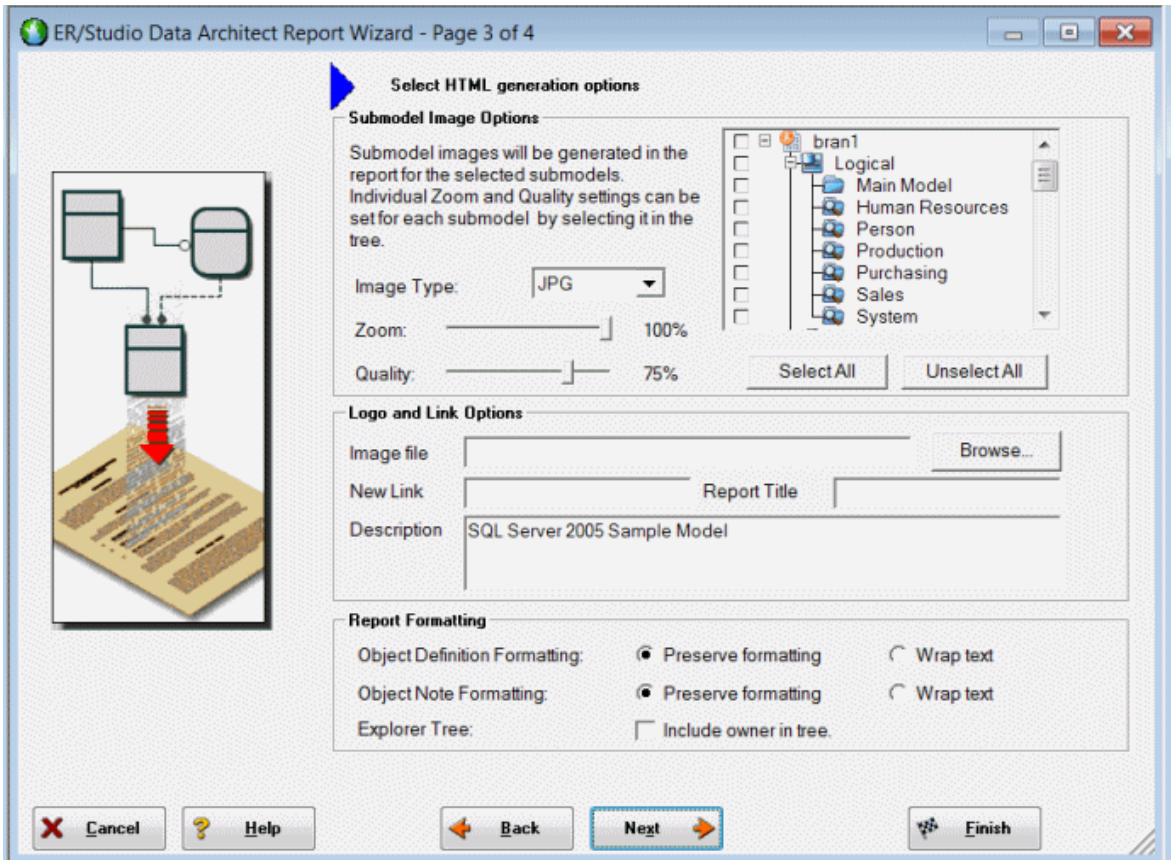 ER/Studio Data Architect Report Wizard - Page 3 of 4
Select HTML generation options
Submodel Image Options
Submodel images will be generated in the
report for the selected submodels.
Individual Zoom and Quality settings can be
set for each submodel by selecting it in the
tree.
Image Type:
JPG
Zoom:
100%
Quality:
75%
bran1
Logical
Main Model
Human Resources
Person
Production
Purchasing
Sales
System
Select All
Unselect All
Logo and Link Options
Image file
Browse...
New Link
Report Title
Description
SQL Server 2005 Sample Model
Report Formatting
Object Definition Formatting:
Preserve formatting
Wrap text
Object Note Formatting:
Preserve formatting
Wrap text
Explorer Tree:
Include owner in tree.
Cancel
Help
Back
Next
Finish